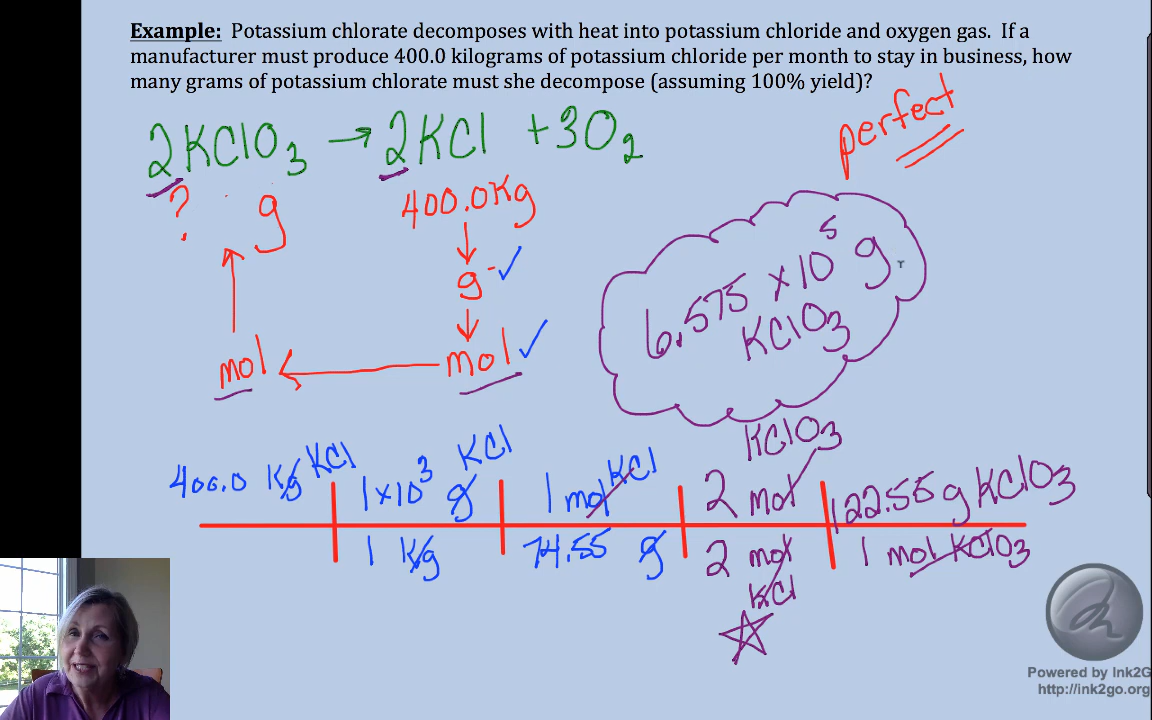 Example: Potassium chlorate decomposes with heat into potassium chloride and oxygen gas. If a
manufacturer must produce 400.0 kilograms of potassium chloride per month to stay in business, how
many grams of potassium chlorate must she decompose (assuming 100% yield)?
perfect
2KClO3 → 2KCl + 3O2
? g 400.0Kg
g ✓
mol ← mol ✓
6.575 × 10^5 g
KClO3
KClO3
400.0 Kg KCl 1×10^3 g KCl 1 mol KCl 2 mol 122.55 g KClO3
1 Kg 74.55 g 2 mol 1 mol KClO3
KCl
Powered by Ink2G
http://ink2go.org